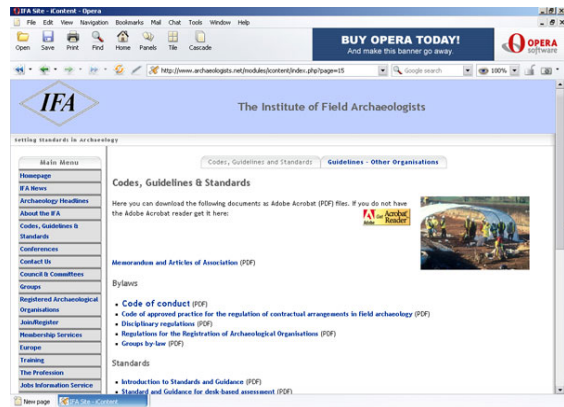 IFA Site - iContent - Opera
File Edit View Navigation Bookmarks Mail Chat Tools Window Help
Open Save Print Find Home Panels Tile Cascade
BUY OPERA TODAY!
And make this banner go away.
OPERA
software
http://www.archaeologists.net/modules/icontent/index.php?page=15
Google search
100%
IFA
The Institute of Field Archaeologists
setting standards in archaeology
Main Menu
Homepage
IFA News
Archaeology Headlines
About the IFA
Codes, Guidelines &
Standards
Conferences
Contact Us
Council & Committees
Groups
Registered Archaeological
Organisations
Join/Register
Membership Services
Europe
Training
The Profession
Jobs Information Service
Codes, Guidelines and Standards
Guidelines - Other Organisations
Codes, Guidelines & Standards
Here you can download the following documents as Adobe Acrobat (PDF) files. If you do not have
the Adobe Acrobat reader get it here:
Adobe
Get Acrobat
Reader
Memorandum and Articles of Association (PDF)
Bylaws
Code of conduct (PDF)
Code of approved practice for the regulation of contractual arrangements in field archaeology (PDF)
Disciplinary regulations (PDF)
Regulations for the Registration of Archaeological Organisations (PDF)
Groups by-law (PDF)
Standards
Introduction to Standards and Guidance (PDF)
Standard and Guidance for desk-based assessment (PDF)
New page
IFA Site - iContent